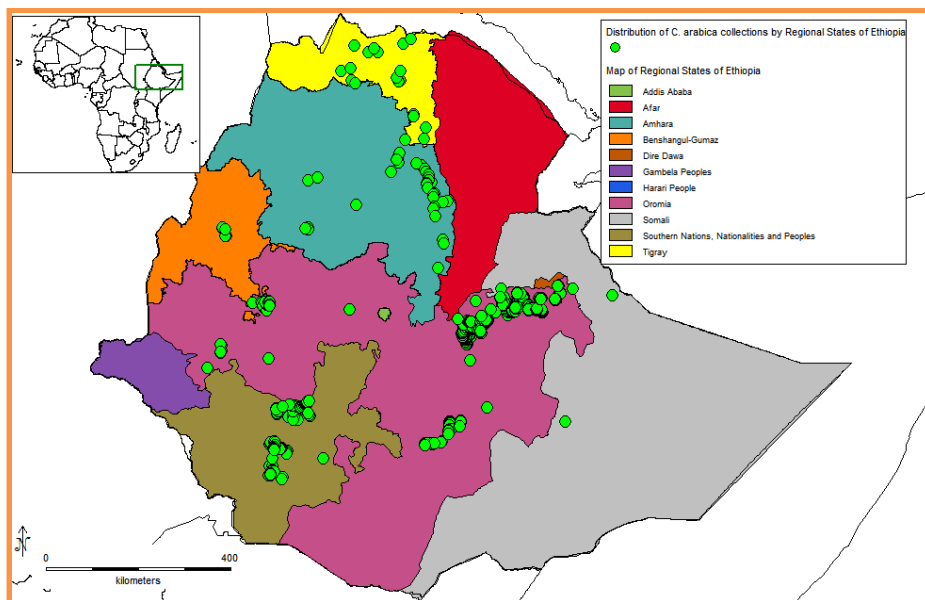 Distribution of C. arabica collections by Regional States of Ethiopia
Map of Regional States of Ethiopia
Addis Ababa
Afar
Amhara
Benshangul-Gumaz
Dire Dawa
Gambela Peoples
Harari People
Oromia
Somali
Southern Nations, Nationalities and Peoples
Tigray
N
0 400
kilometers